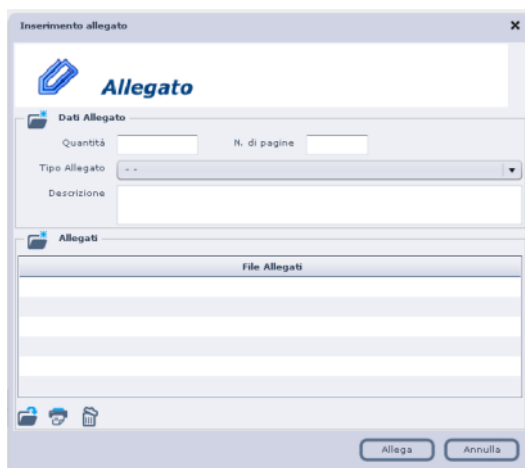 Inserimento allegato
Allegato
Dati Allegato
Quantità N. di pagine
Tipo Allegato - -
Descrizione
Allegati
File Allegati
Allega Annulla